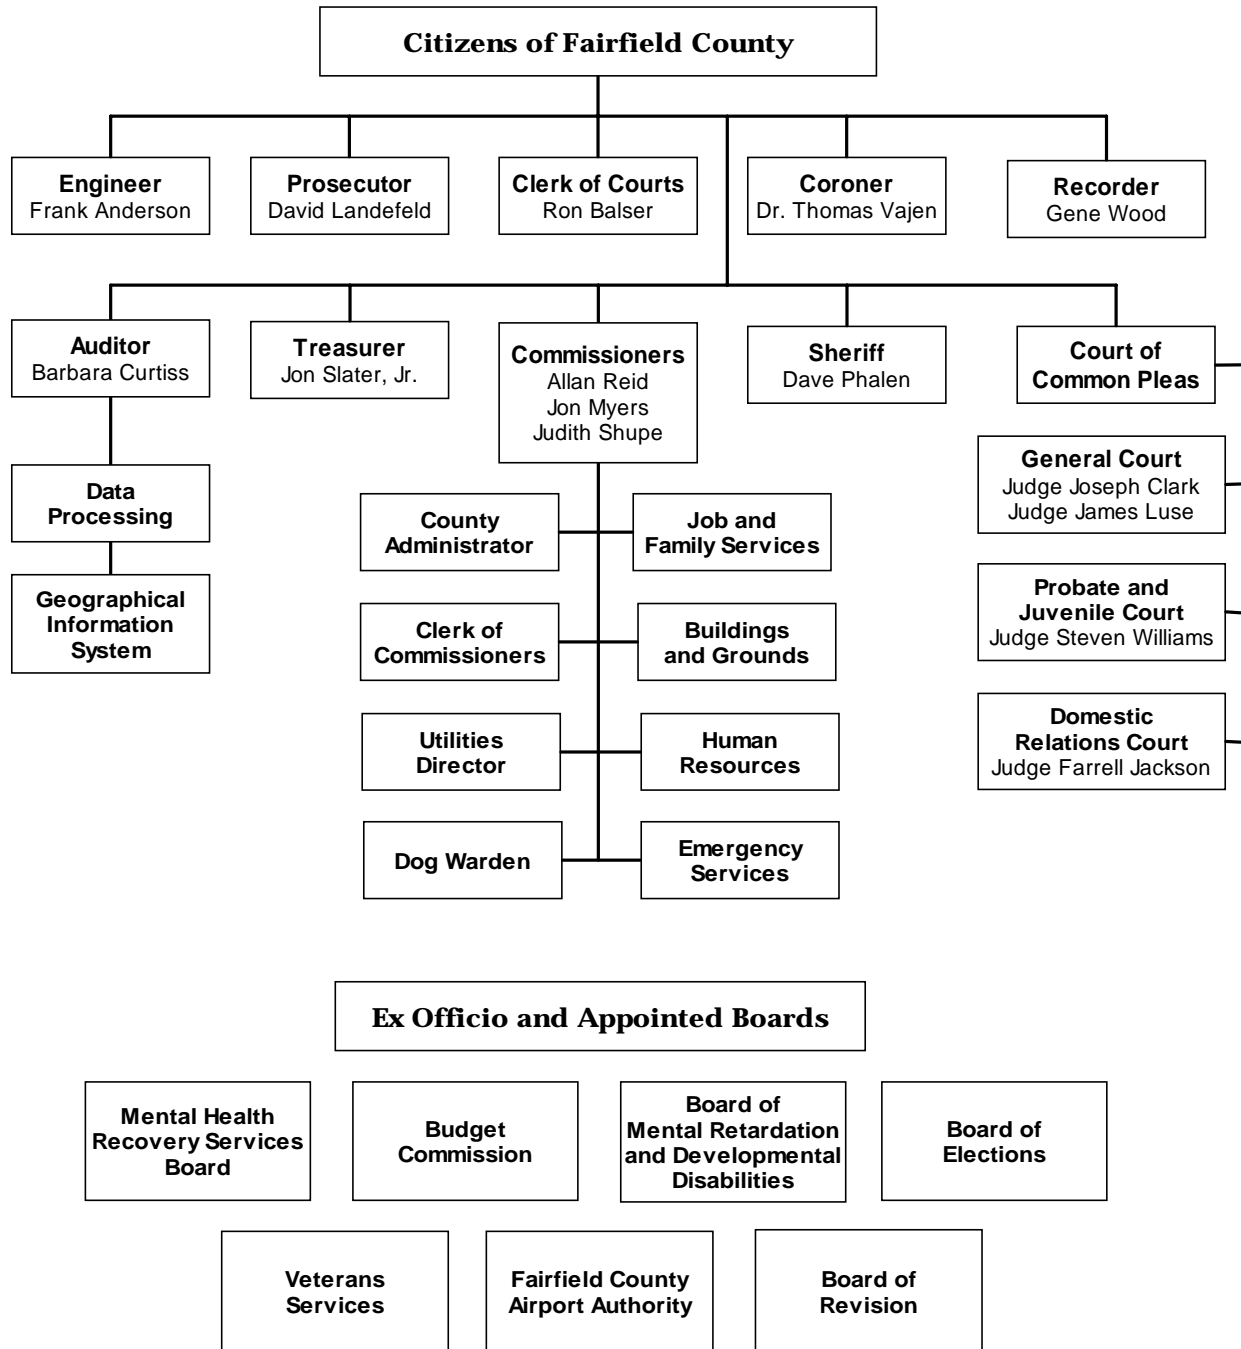 Citizens of Fairfield County
Engineer
Frank Anderson
Prosecutor
David Landefeld
Clerk of Courts
Ron Balser
Coroner
Dr. Thomas Vajen
Recorder
Gene Wood
Auditor
Barbara Curtiss
Treasurer
Jon Slater, Jr.
Commissioners
Allan Reid
Jon Myers
Judith Shupe
Sheriff
Dave Phalen
Court of
Common Pleas
Data
Processing
Geographical
Information
System
County
Administrator
Job and
Family Services
Clerk of
Commissioners
Buildings
and Grounds
Utilities
Director
Human
Resources
Dog Warden
Emergency
Services
General Court
Judge Joseph Clark
Judge James Luse
Probate and
Juvenile Court
Judge Steven Williams
Domestic
Relations Court
Judge Farrell Jackson
Ex Officio and Appointed Boards
Mental Health
Recovery Services
Board
Budget
Commission
Board of
Mental Retardation
and Developmental
Disabilities
Board of
Elections
Veterans
Services
Fairfield County
Airport Authority
Board of
Revision